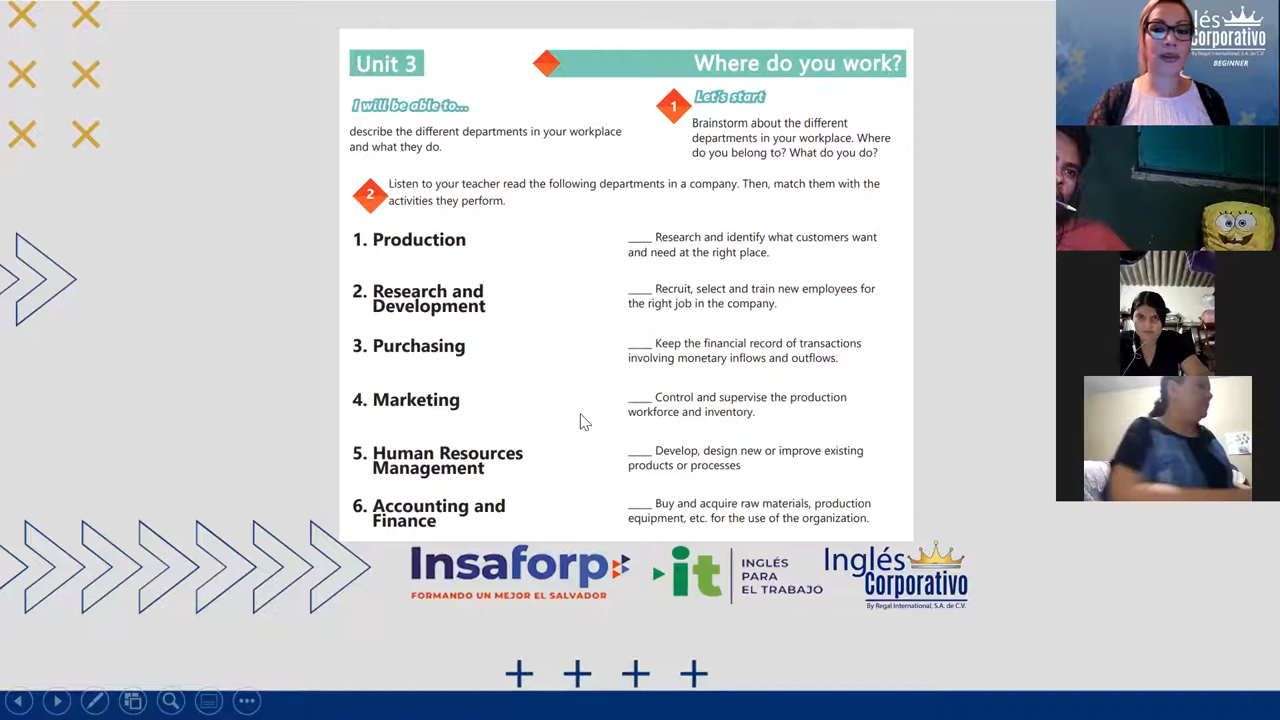 Unit 3
Where do you work?
I will be able to...
describe the different departments in your workplace
and what they do.
1
Let's start
Brainstorm about the different
departments in your workplace. Where
do you belong to? What do you do?
2
Listen to your teacher read the following departments in a company. Then, match them with the
activities they perform.
1. Production
____ Research and identify what customers want
and need at the right place.
2. Research and
Development
____ Recruit, select and train new employees for
the right job in the company.
3. Purchasing
____ Keep the financial record of transactions
involving monetary inflows and outflows.
4. Marketing
____ Control and supervise the production
workforce and inventory.
5. Human Resources
Management
____ Develop, design new or improve existing
products or processes
6. Accounting and
Finance
____ Buy and acquire raw materials, production
equipment, etc. for the use of the organization.
Insaforp
FORMANDO UN MEJOR EL SALVADOR
it
INGLÉS
PARA
EL TRABAJO
Inglés
Corporativo
By Regal International, S.A. de C.V.
lés
Corporativo
By Regal International, S.A. de C.V.
BEGINNER